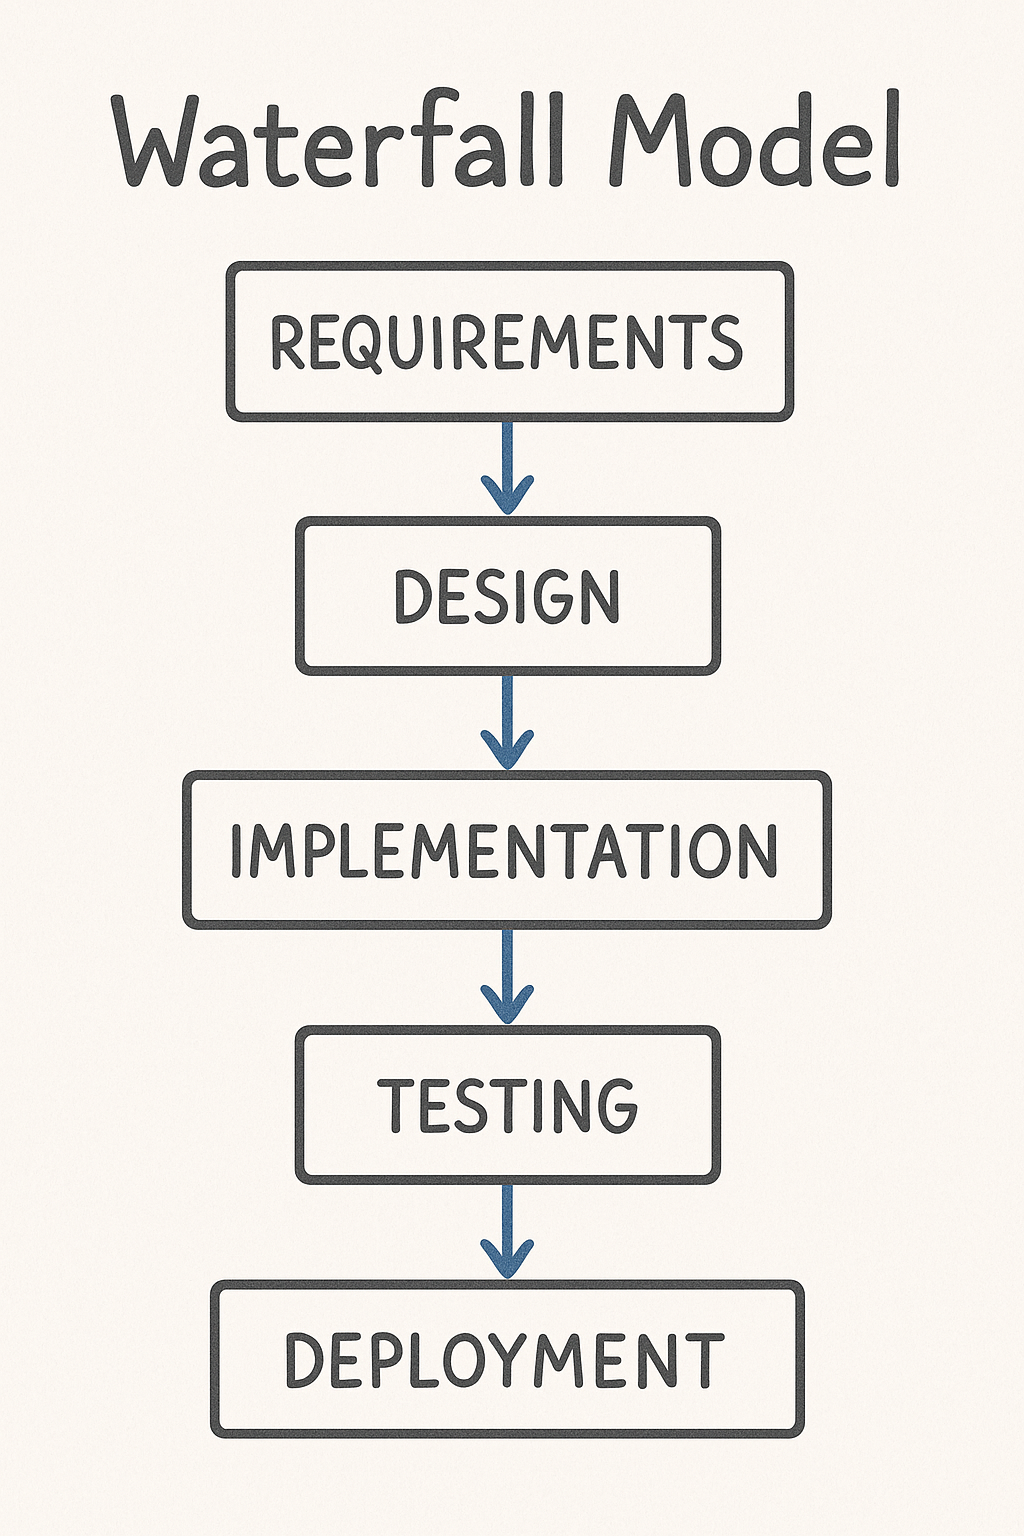 Waterfall Model
REQUIREMENTS
DESIGN
IMPLEMENTATION
TESTING
DEPLOYMENT